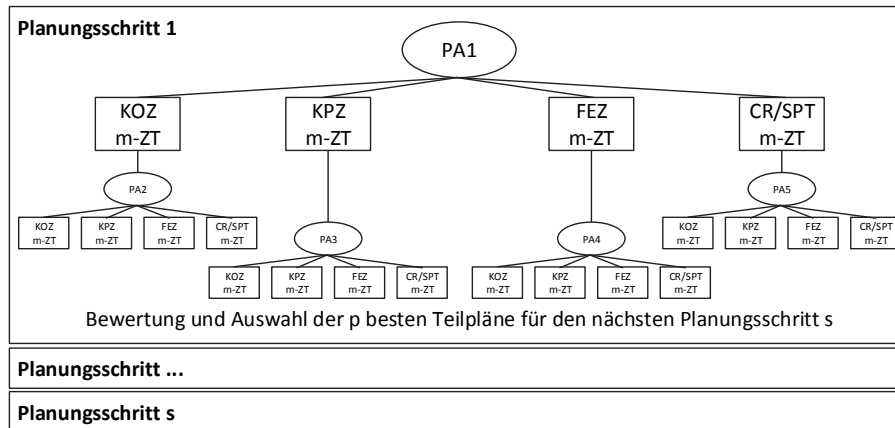 Planungsschritt 1
PA1
KOZ
m-ZT
KPZ
m-ZT
FEZ
m-ZT
CR/SPT
m-ZT
PA2
KOZ
m-ZT
KPZ
m-ZT
FEZ
m-ZT
CR/SPT
m-ZT
PA3
KOZ
m-ZT
KPZ
m-ZT
FEZ
m-ZT
CR/SPT
m-ZT
PA4
KOZ
m-ZT
KPZ
m-ZT
FEZ
m-ZT
CR/SPT
m-ZT
PA5
KOZ
m-ZT
KPZ
m-ZT
FEZ
m-ZT
CR/SPT
m-ZT
Bewertung und Auswahl der p besten Teilpläne für den nächsten Planungsschritt s
Planungsschritt ...
Planungsschritt s